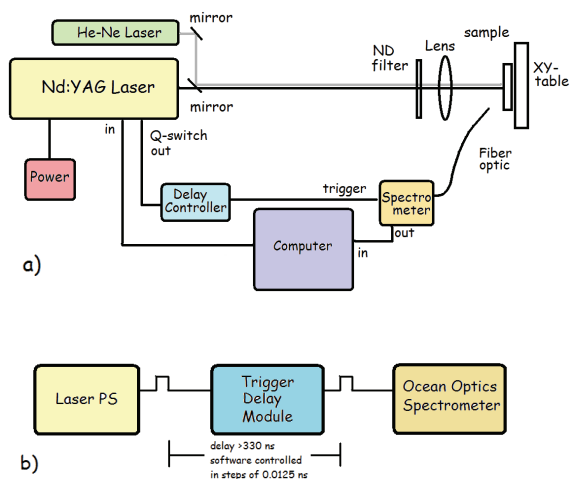 He-Ne Laser
mirror
Nd:YAG Laser
mirror
ND
filter
Lens
sample
XY-
table
in
Q-switch
out
Fiber
optic
Power
Delay
Controller
trigger
Spectro
meter
out
Computer
in
a)
Laser PS
Trigger
Delay
Module
Ocean Optics
Spectrometer
delay >330 ns
software controlled
in steps of 0.0125 ns
b)